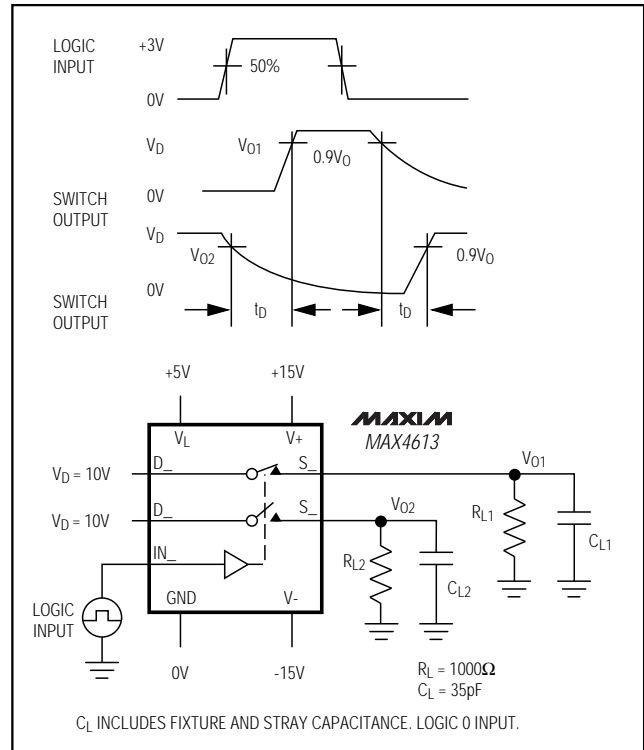 LOGIC
INPUT
+3V
50%
0V
V_D
V_O1
0.9V_O
0V
SWITCH
OUTPUT
V_D
V_O2
0.9V_O
0V
SWITCH
OUTPUT
t_D
t_D
+5V
+15V
MAXIM
MAX4613
V_L
V+
V_D = 10V
D_
S_
V_O1
V_D = 10V
D_
S_
V_O2
R_L1
C_L1
IN_
R_L2
C_L2
LOGIC
INPUT
GND
V-
0V
-15V
R_L = 1000Ω
C_L = 35pF
C_L INCLUDES FIXTURE AND STRAY CAPACITANCE. LOGIC 0 INPUT.